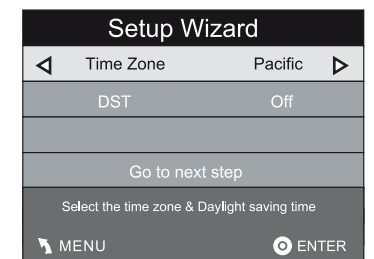 Setup Wizard
Time Zone Pacific
DST Off
Go to next step
Select the time zone & Daylight saving time
MENU ENTER